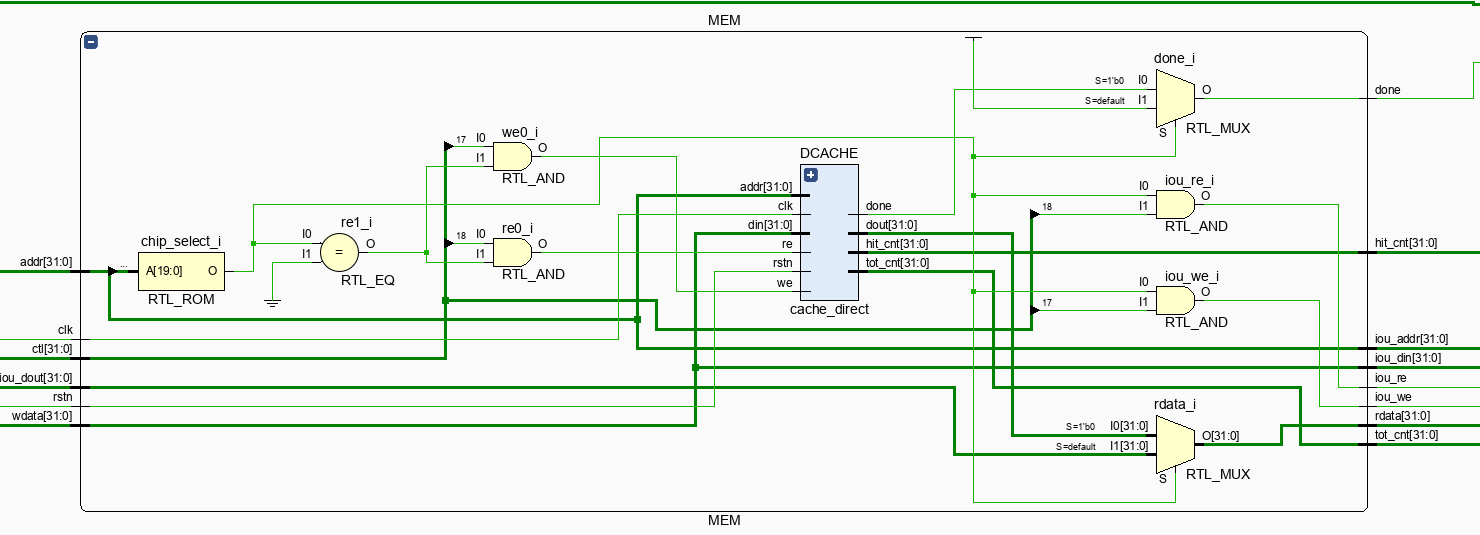 MEM
done_i
S=1'b0
I0
S=default
I1
O
done
S
RTL_MUX
we0_i
17
I0
O
I1
RTL_AND
DCACHE
addr[31:0]
clk
done
din[31:0]
dout[31:0]
re
hit_cnt[31:0]
rstn
tot_cnt[31:0]
we
cache_direct
iou_re_i
I0
O
18
I1
RTL_AND
re1_i
I0
O
I1
=
RTL_EQ
re0_i
18
I0
O
I1
RTL_AND
hit_cnt[31:0]
chip_select_i
addr[31:0]
...
A[19:0]
O
RTL_ROM
iou_we_i
I0
O
17
I1
RTL_AND
clk
ctl[31:0]
iou_addr[31:0]
iou_din[31:0]
iou_dout[31:0]
iou_re
rstn
iou_we
wdata[31:0]
rdata[31:0]
tot_cnt[31:0]
rdata_i
S=1'b0
I0[31:0]
O[31:0]
S=default
I1[31:0]
S
RTL_MUX
MEM